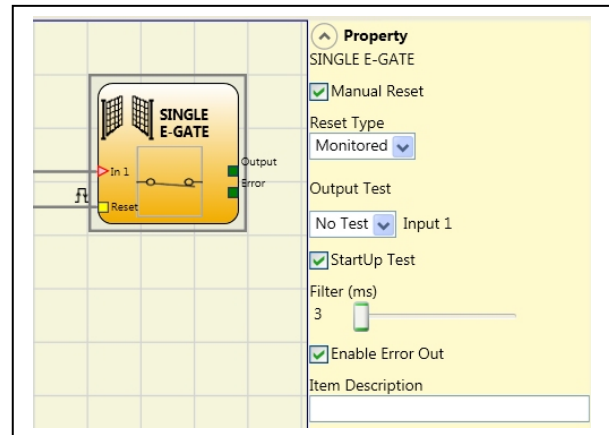 SINGLE
E-GATE
In 1
Reset
Output
Error
Property
SINGLE E-GATE
Manual Reset
Reset Type
Monitored
Output Test
No Test Input 1
StartUp Test
Filter (ms)
3
Enable Error Out
Item Description